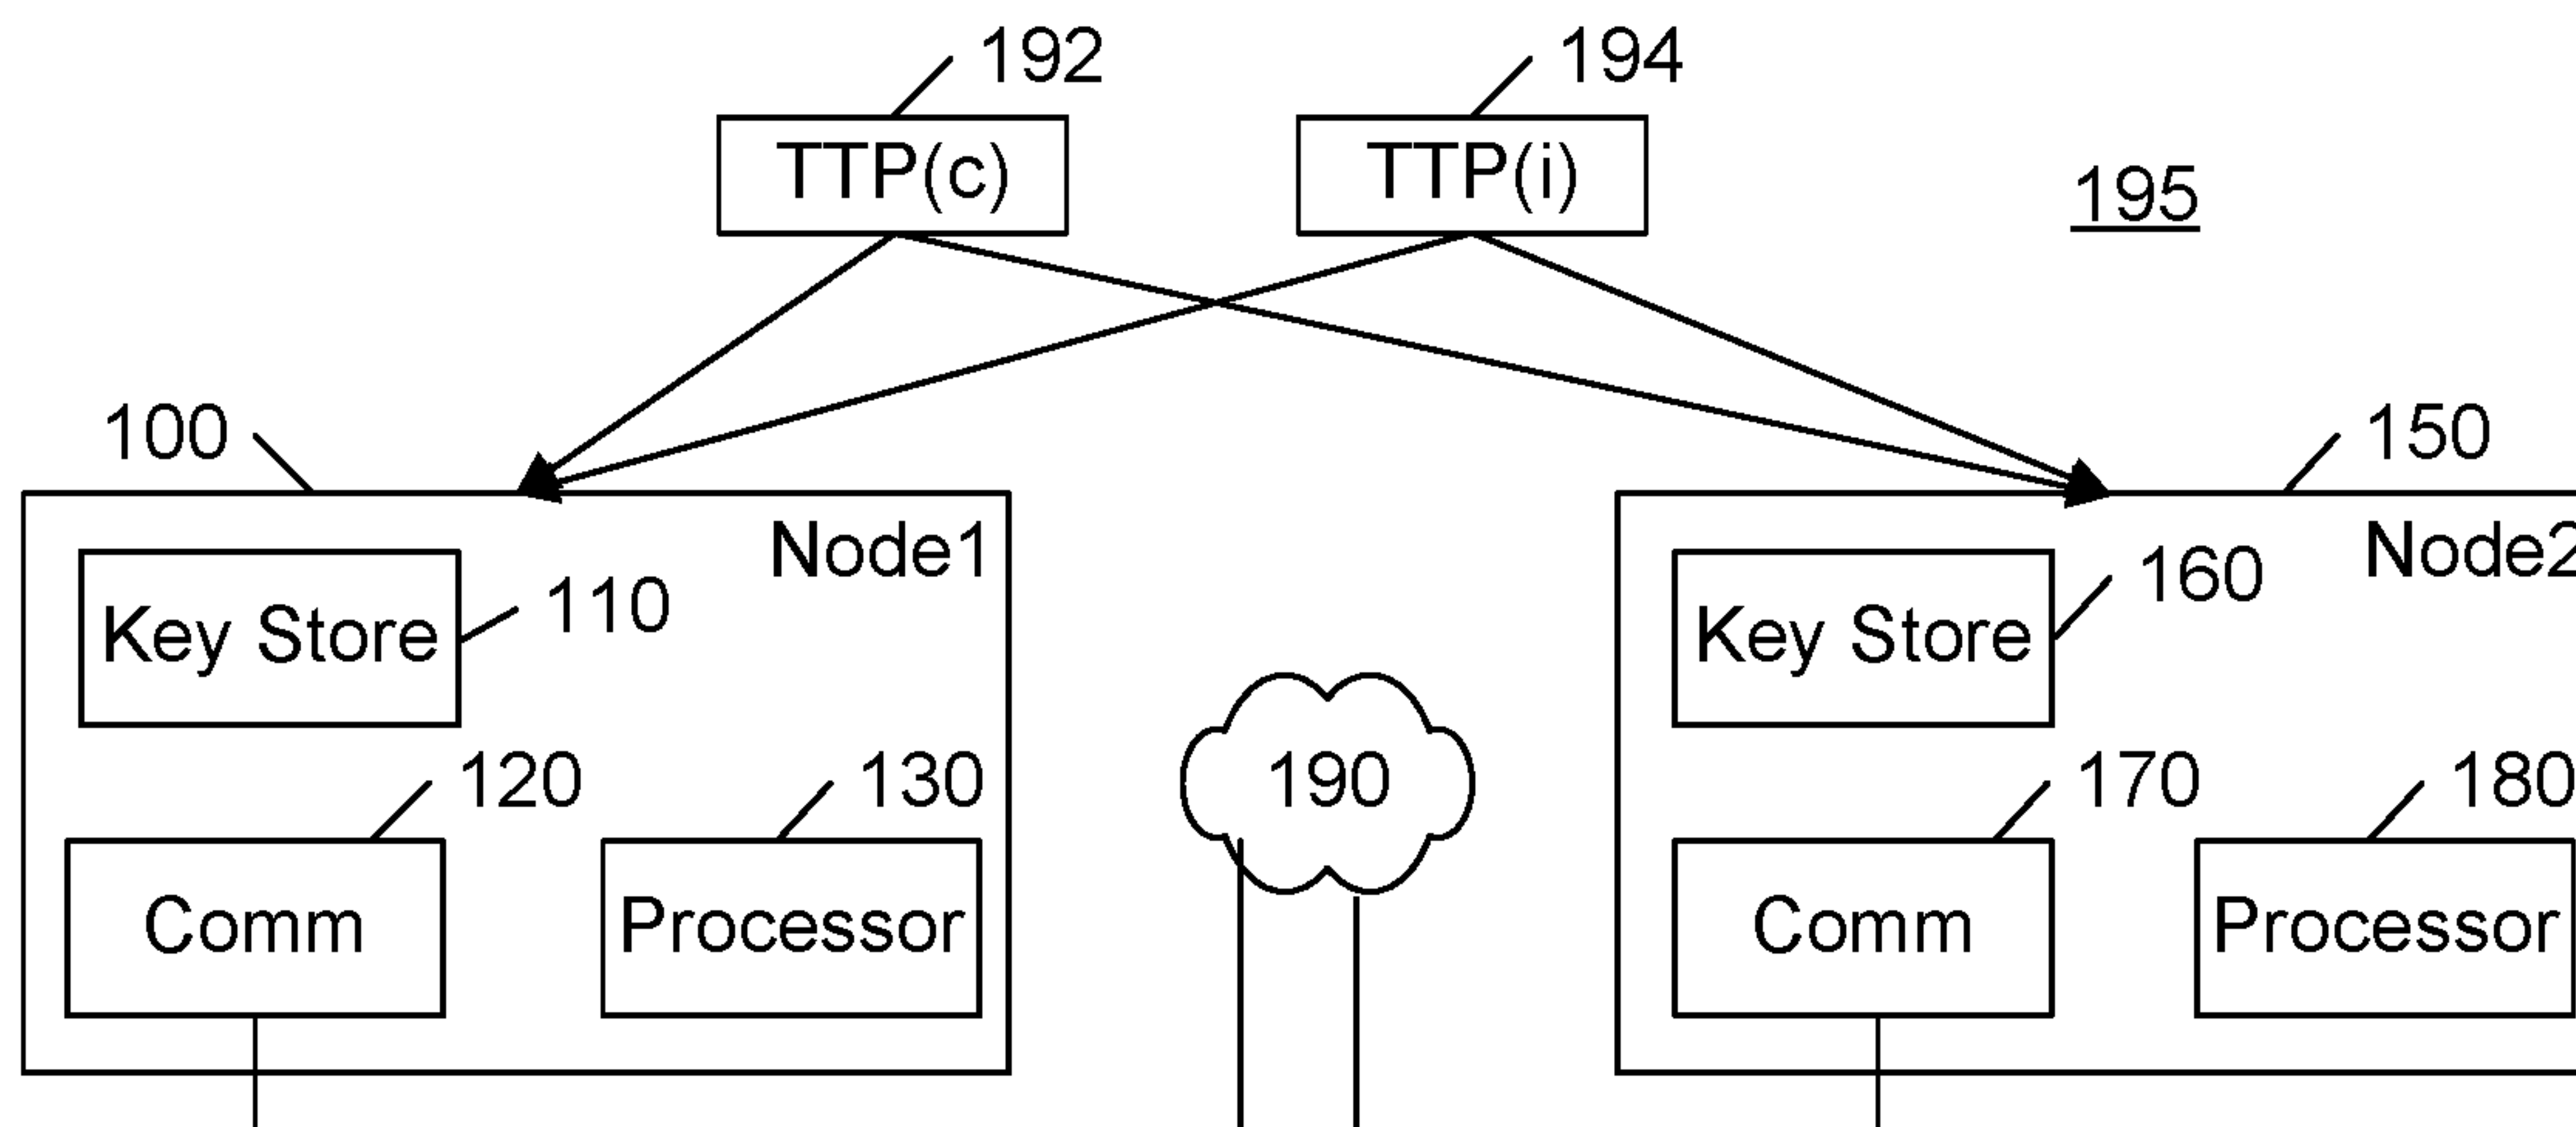 192
194
TTP(c)
TTP(i)
195
100
150
Node1
Node2
Key Store
110
Key Store
160
120
130
190
170
180
Comm
Processor
Comm
Processor